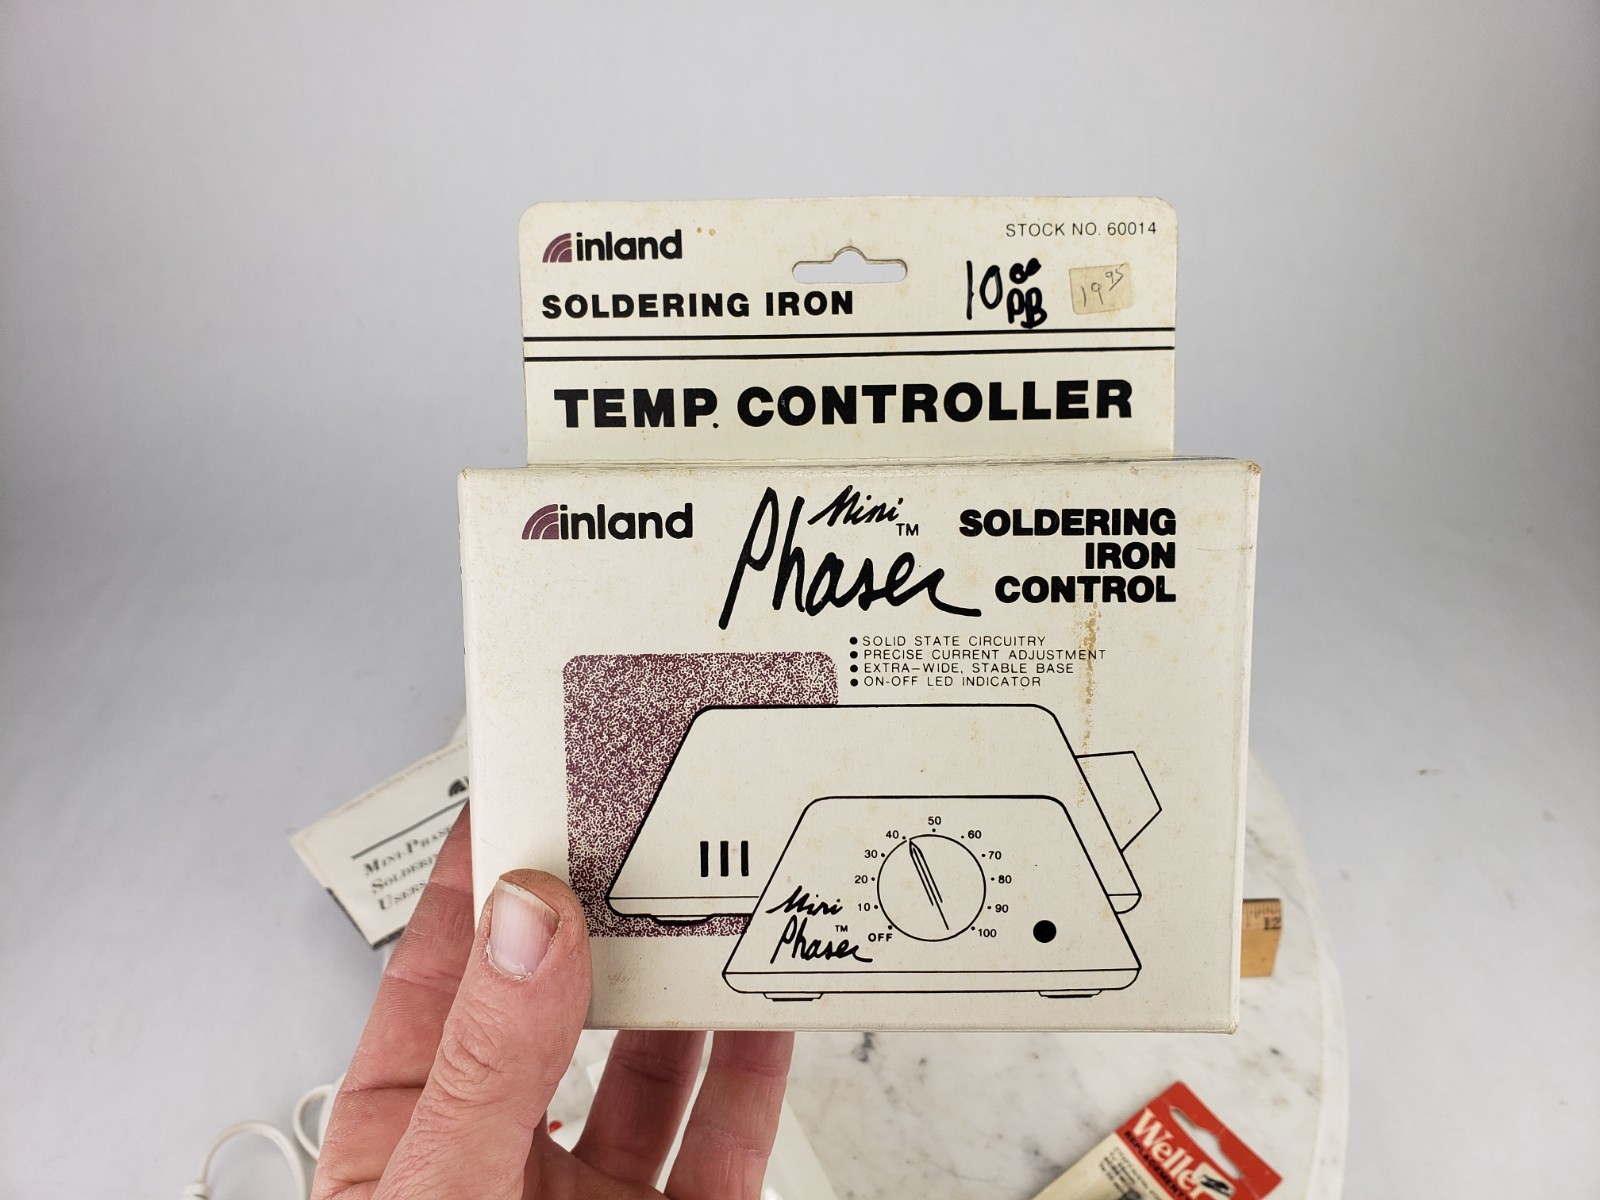 inland
STOCK NO. 60014
SOLDERING IRON
10 00
PB
19 95
TEMP. CONTROLLER
inland
Mini
Phaser
TM
SOLDERING
IRON
CONTROL
● SOLID STATE CIRCUITRY
● PRECISE CURRENT ADJUSTMENT
● EXTRA-WIDE, STABLE BASE
● ON-OFF LED INDICATOR
OFF
10
20
30
40
50
60
70
80
90
100
Mini
Phaser
TM
12
Weller